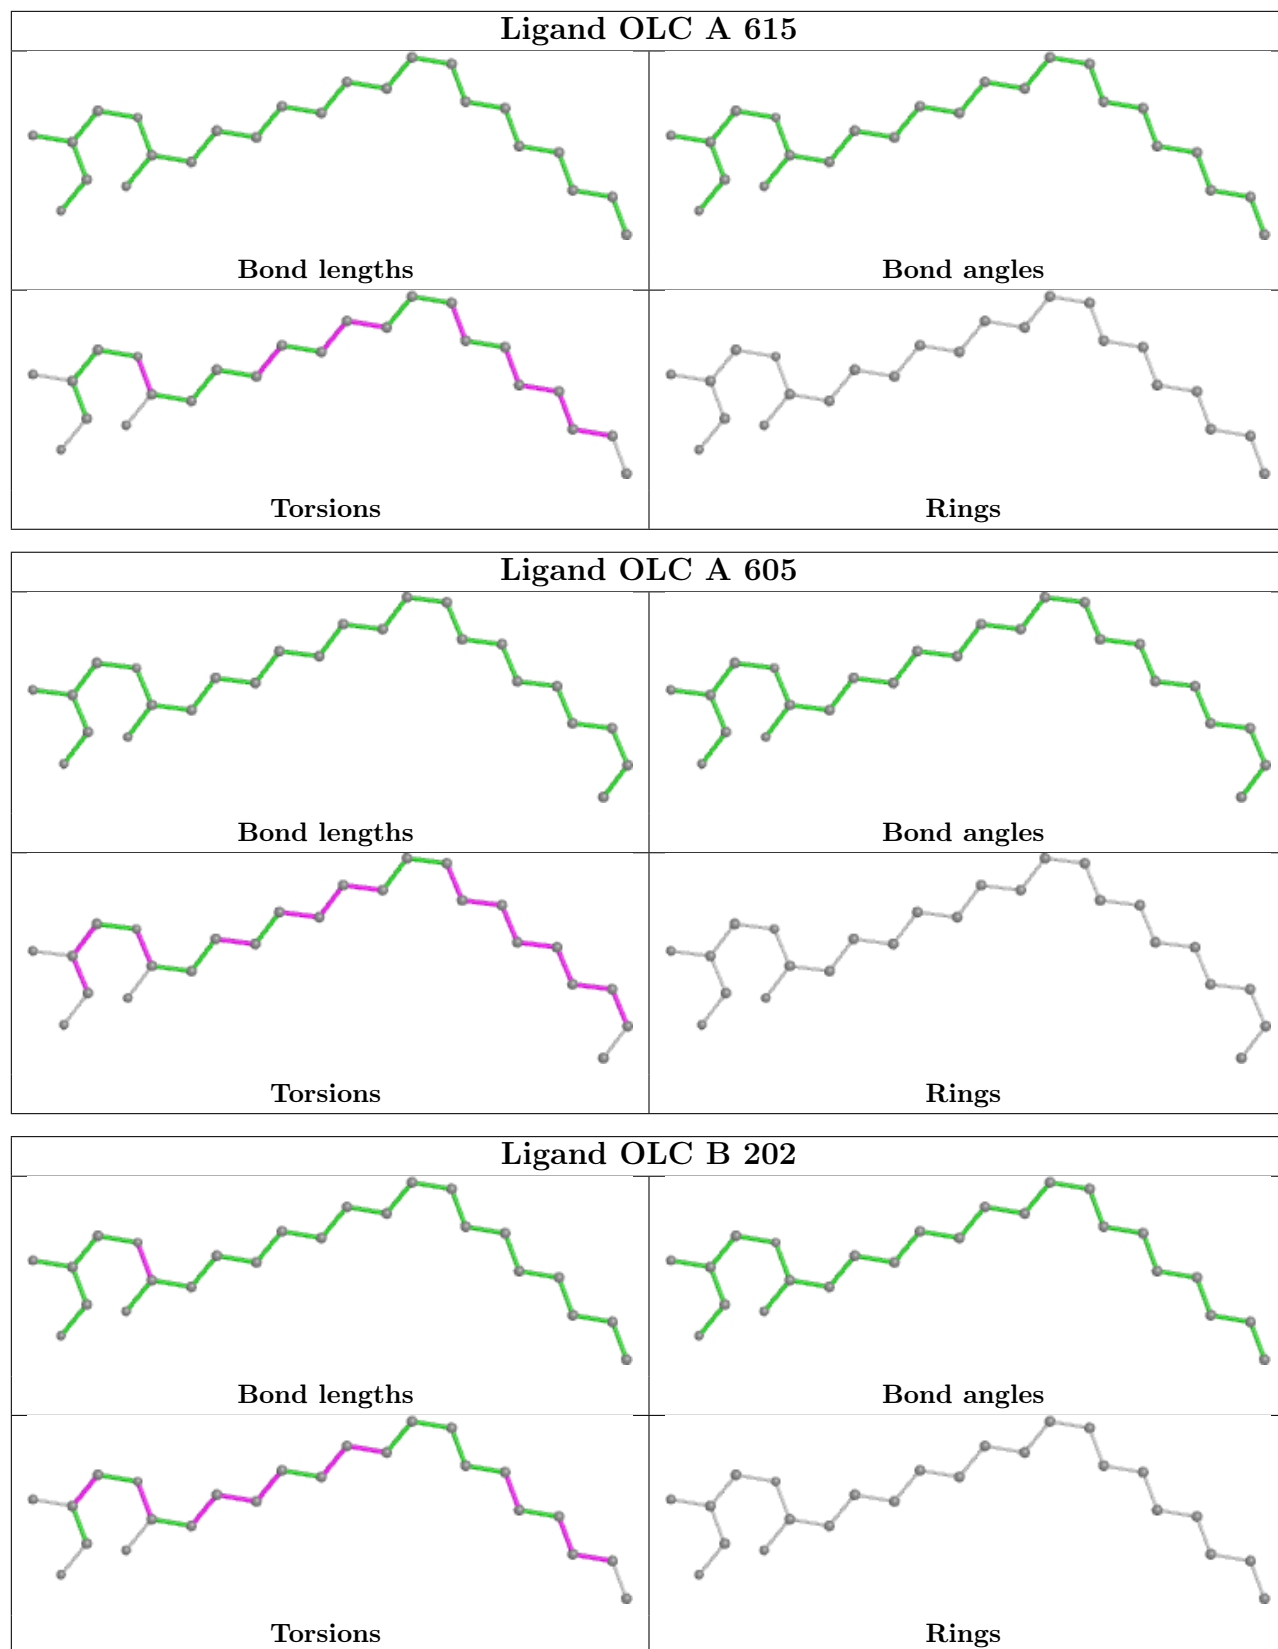 Ligand OLC A 615
Bond lengths
Bond angles
Torsions
Rings
Ligand OLC A 605
Bond lengths
Bond angles
Torsions
Rings
Ligand OLC B 202
Bond lengths
Bond angles
Torsions
Rings